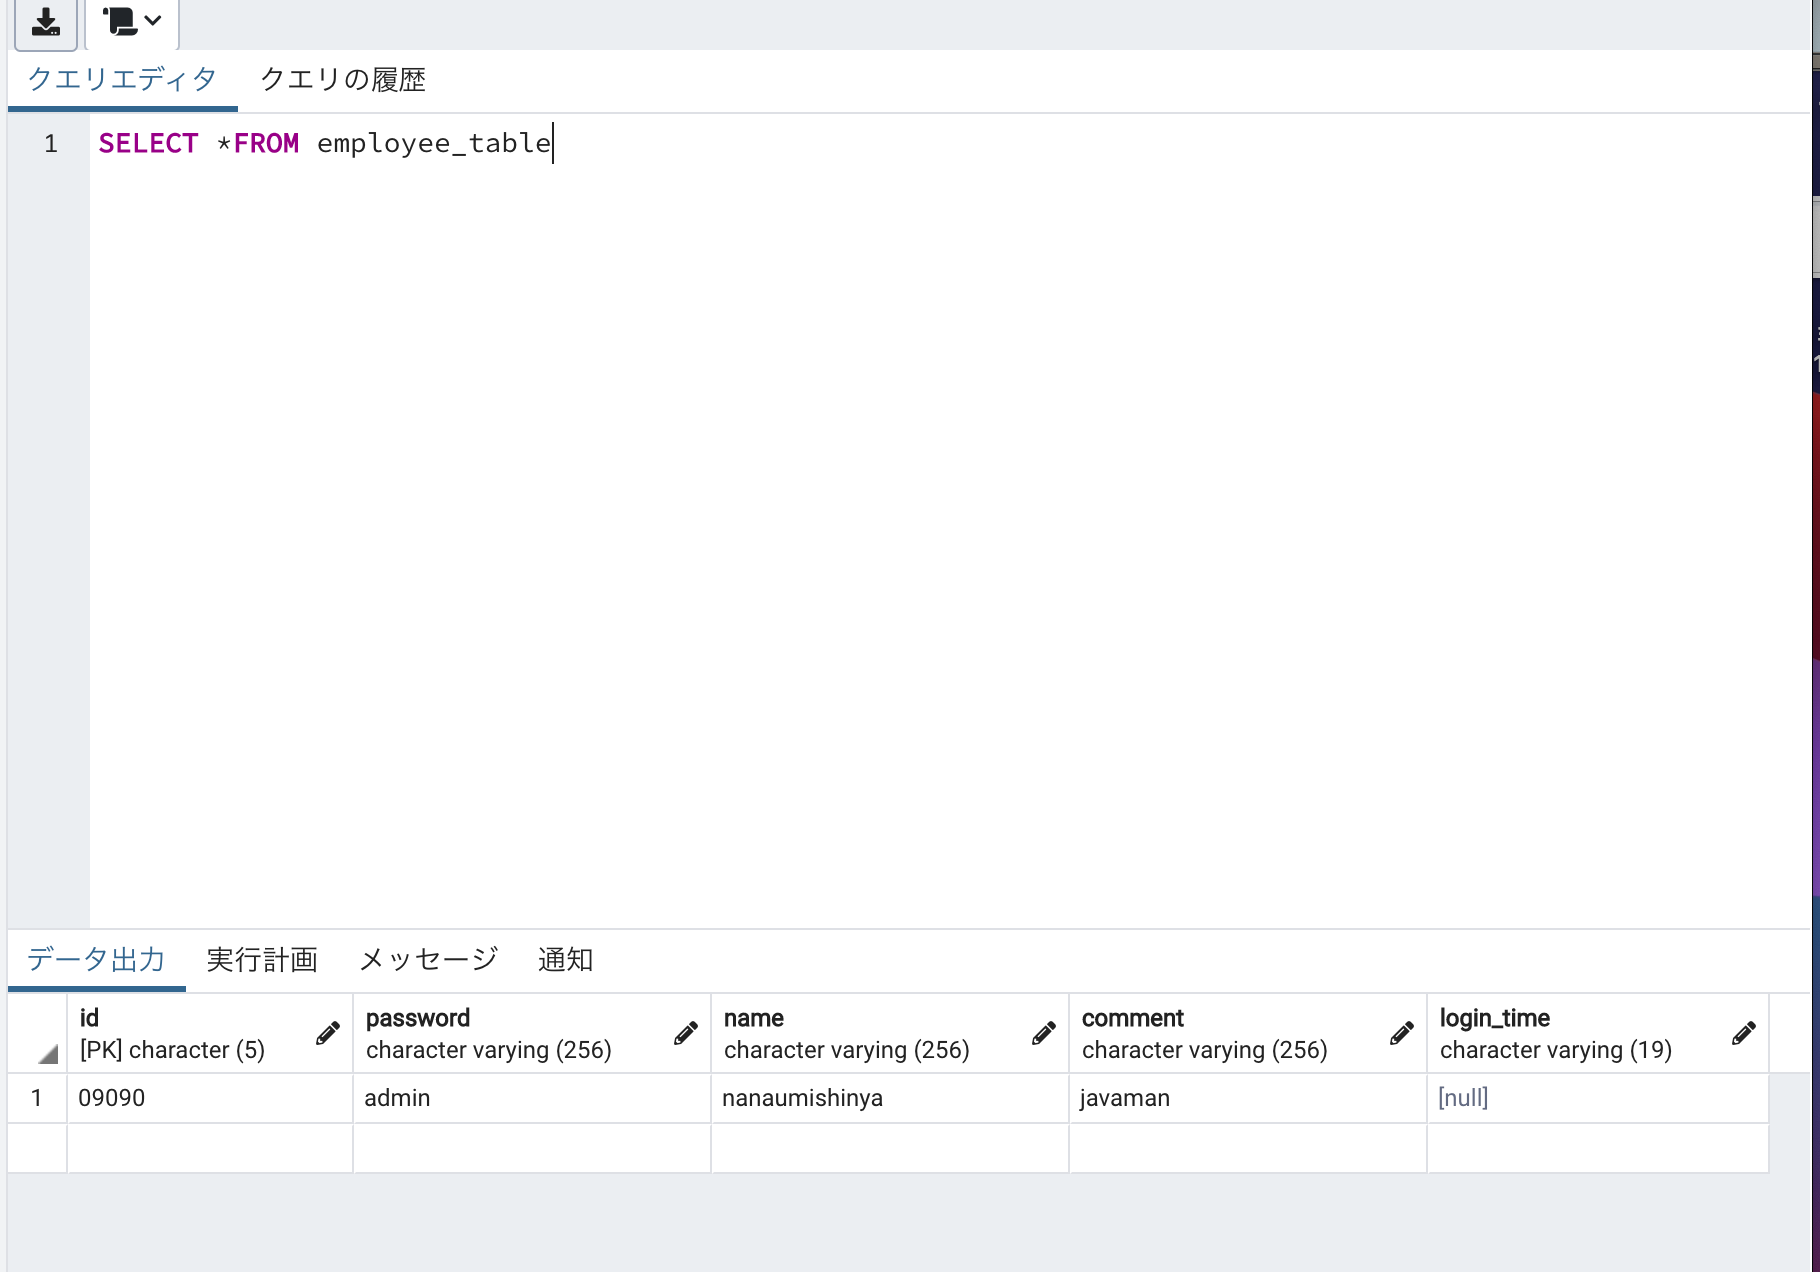 クエリエディタ クエリの履歴
1 SELECT *FROM employee_table
データ出力 実行計画 メッセージ 通知
id password name comment login_time
[PK] character (5) character varying (256) character varying (256) character varying (256) character varying (19)
1 09090 admin nanaumishinya javaman [null]